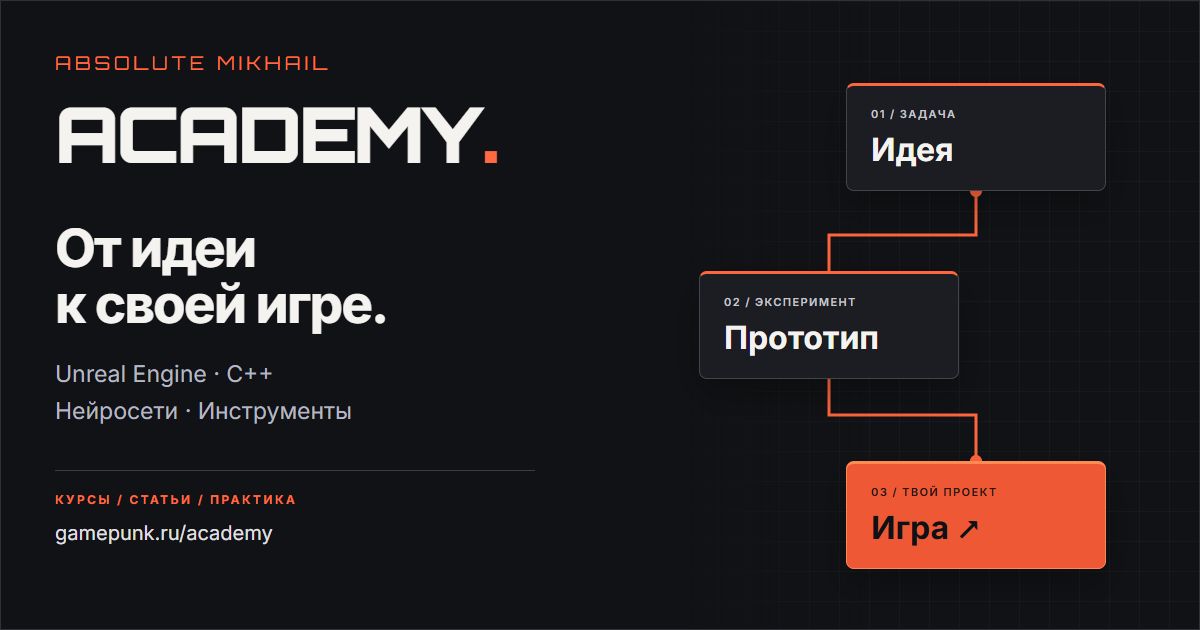 ABSOLUTE MIKHAIL
ACADEMY.
От идеи
к своей игре.
Unreal Engine · C++
Нейросети · Инструменты
КУРСЫ / СТАТЬИ / ПРАКТИКА
gamepunk.ru/academy
01 / ЗАДАЧА
Идея
02 / ЭКСПЕРИМЕНТ
Прототип
03 / ТВОЙ ПРОЕКТ
Игра ↗